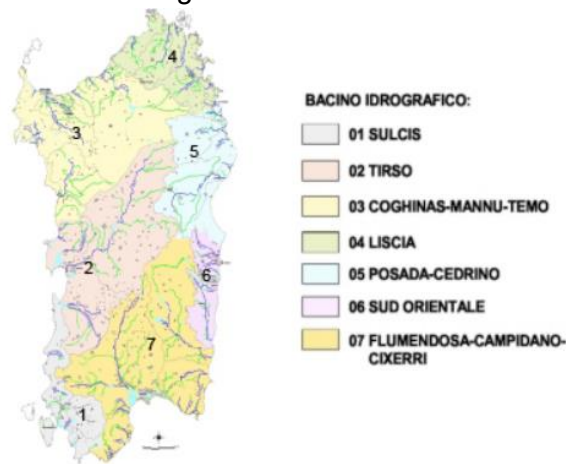 4
3
5
2
6
7
1
BACINO IDROGRAFICO:
01 SULCIS
02 TIRSO
03 COGHINAS-MANNU-TEMO
04 LISCIA
05 POSADA-CEDRINO
06 SUD ORIENTALE
07 FLUMENDOSA-CAMPIDANO-
CIXERRI